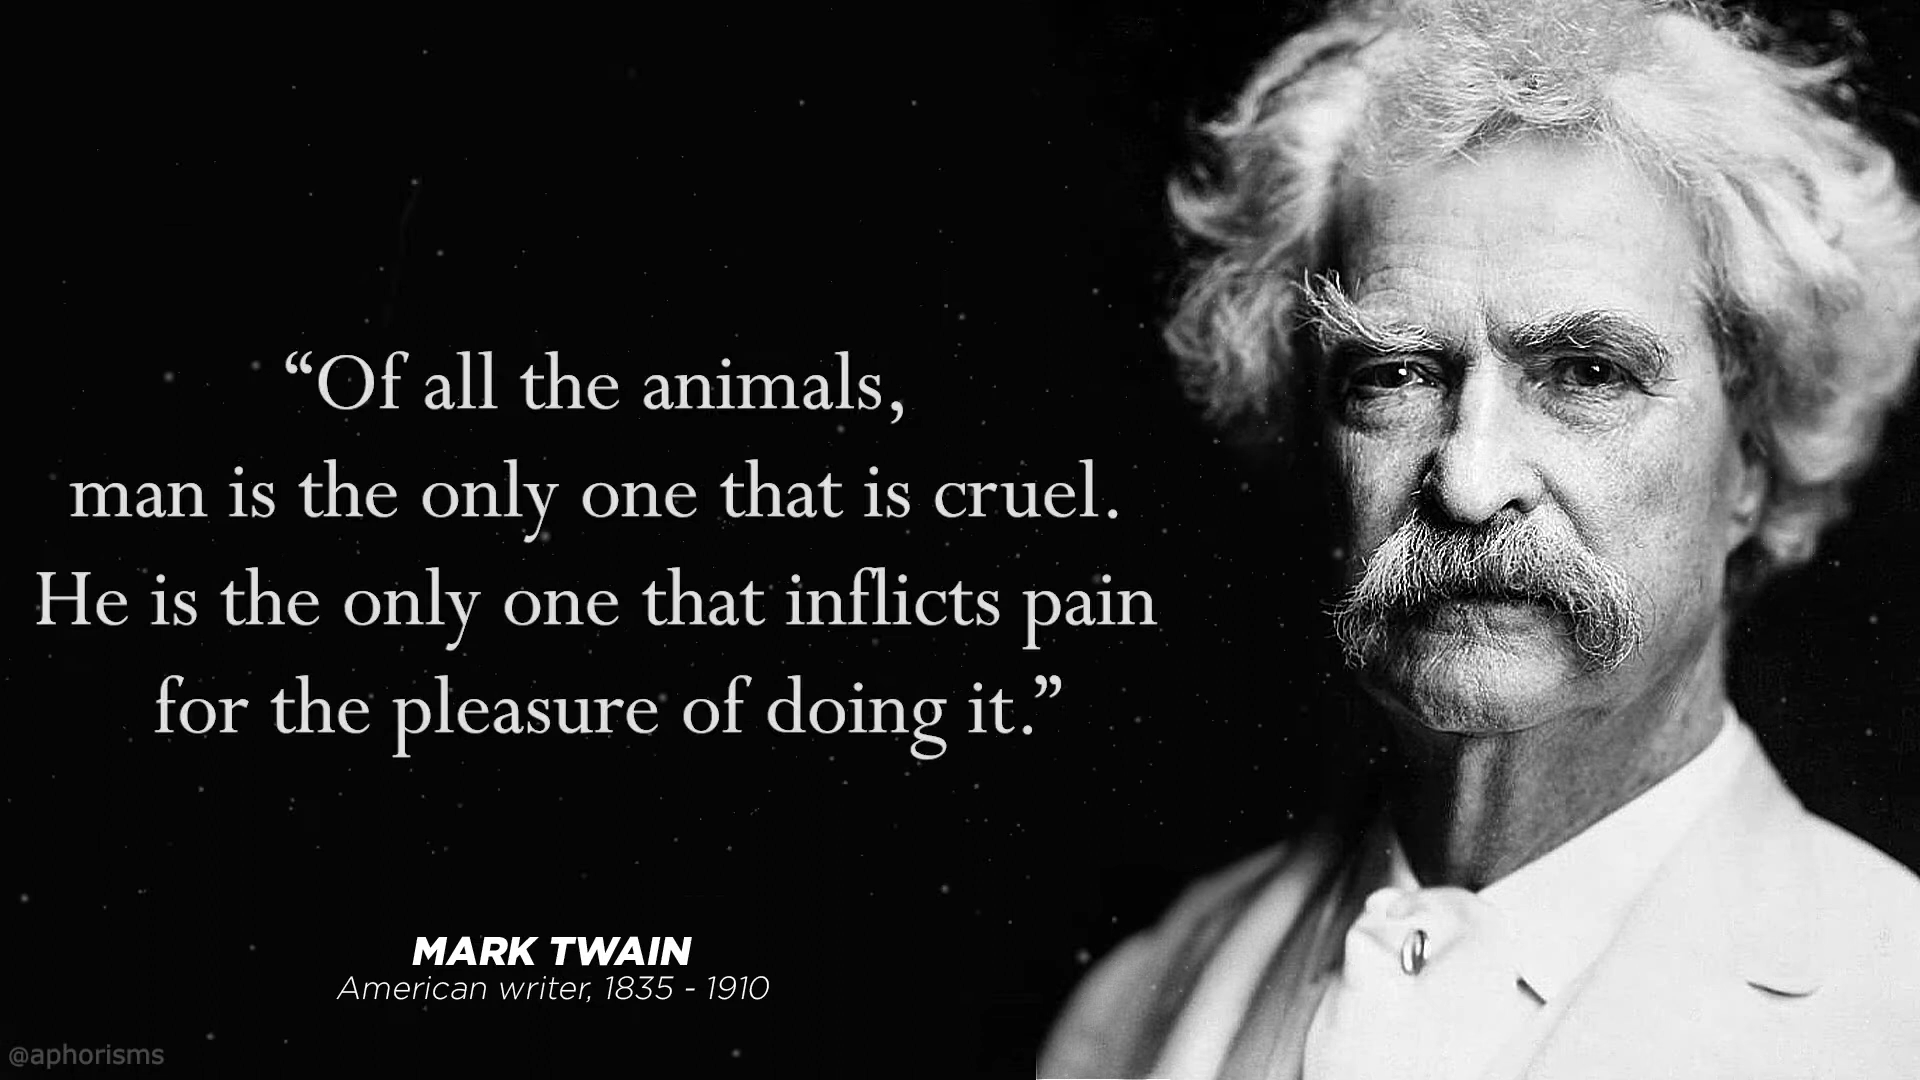 “Of all the animals,
man is the only one that is cruel.
He is the only one that inflicts pain
for the pleasure of doing it.”
MARK TWAIN
American writer, 1835 - 1910
@aphorisms